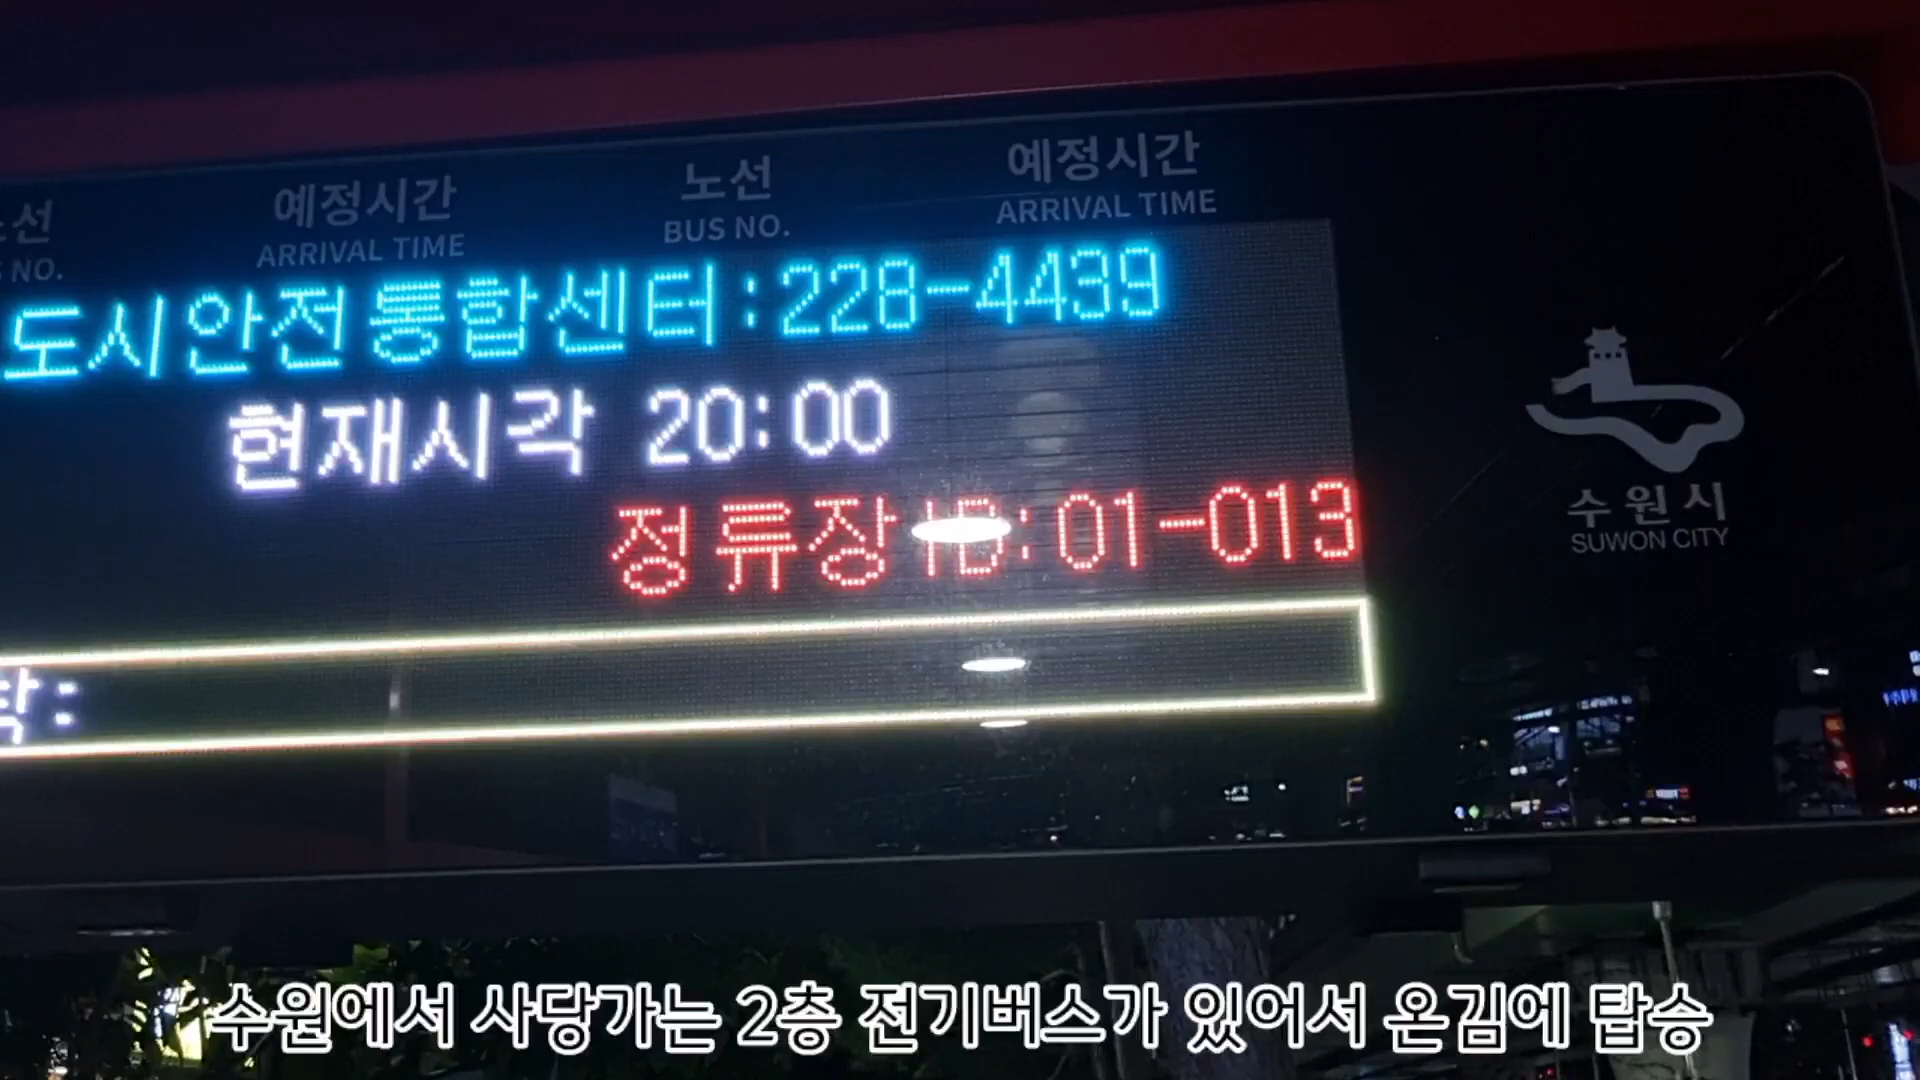 노선 예정시간 노선 예정시간
NO. ARRIVAL TIME BUS NO. ARRIVAL TIME
도시안전통합센터:228-4439
현재시각 20:00
정류장ID:01-013
수원시
SUWON CITY
수원에서 사당가는 2층 전기버스가 있어서 온김에 탑승